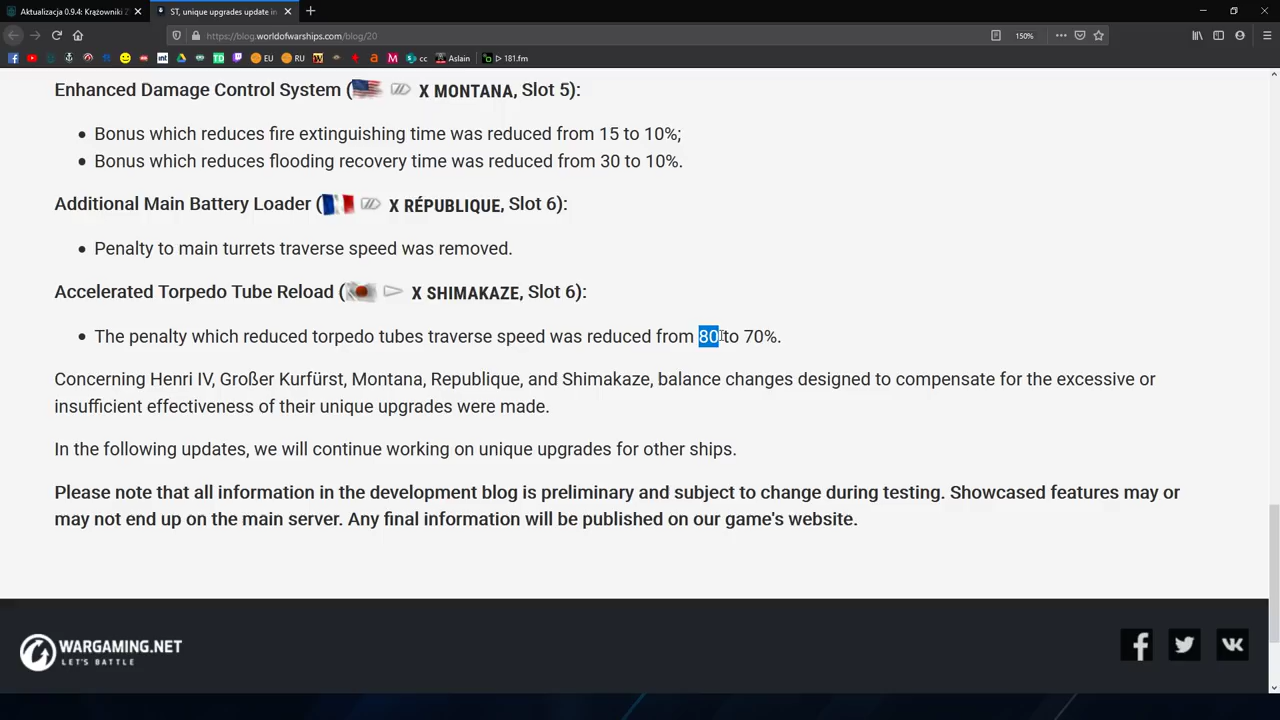 Aktualizacja 0.9.4: Krążowniki Z
ST, unique upgrades update in
https://blog.worldofwarships.com/blog/20
150%
int
TD
EU
RU
M
cc
Aslain
181.fm
Enhanced Damage Control System (X MONTANA, Slot 5):
• Bonus which reduces fire extinguishing time was reduced from 15 to 10%;
• Bonus which reduces flooding recovery time was reduced from 30 to 10%.
Additional Main Battery Loader (X RÉPUBLIQUE, Slot 6):
• Penalty to main turrets traverse speed was removed.
Accelerated Torpedo Tube Reload (X SHIMAKAZE, Slot 6):
• The penalty which reduced torpedo tubes traverse speed was reduced from 80 to 70%.
Concerning Henri IV, Großer Kurfürst, Montana, Republique, and Shimakaze, balance changes designed to compensate for the excessive or
insufficient effectiveness of their unique upgrades were made.
In the following updates, we will continue working on unique upgrades for other ships.
Please note that all information in the development blog is preliminary and subject to change during testing. Showcased features may or
may not end up on the main server. Any final information will be published on our game's website.
WARGAMING.NET
LET'S BATTLE